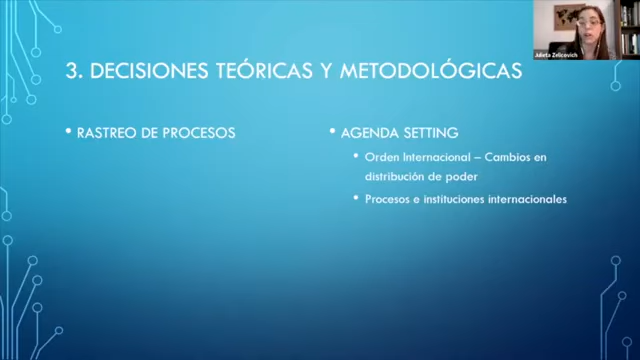 3. DECISIONES TEÓRICAS Y METODOLÓGICAS
• RASTREO DE PROCESOS
• AGENDA SETTING
• Orden Internacional – Cambios en
distribución de poder
• Procesos e instituciones internacionales
Julieta Zelicovich